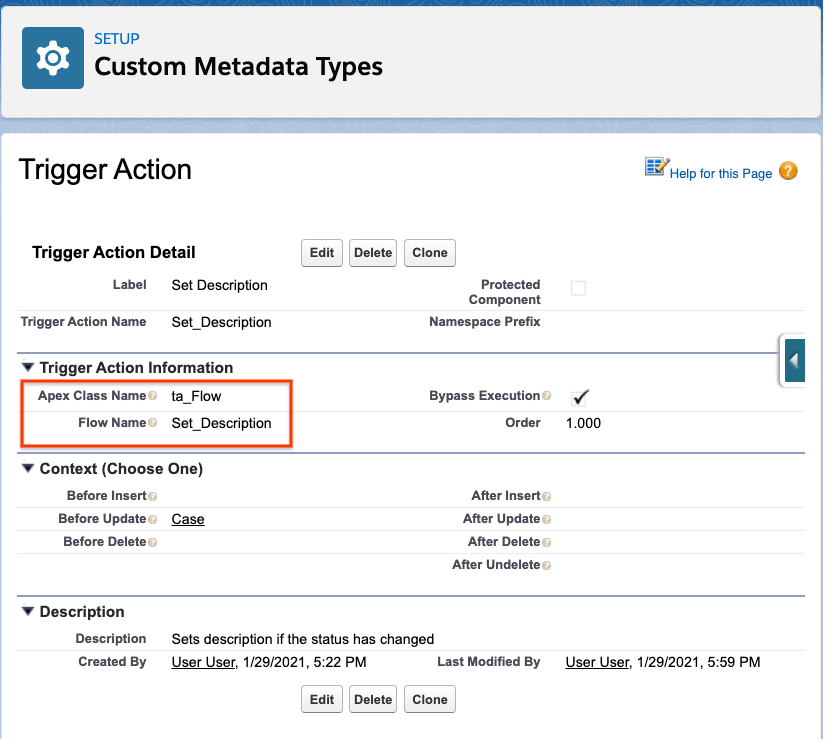 SETUP
Custom Metadata Types
Trigger Action
Help for this Page ?
Trigger Action Detail Edit Delete Clone
Label Set Description Protected Component
Trigger Action Name Set_Description Namespace Prefix
Trigger Action Information
Apex Class Name ? ta_Flow Bypass Execution ?
Flow Name ? Set_Description Order 1.000
Context (Choose One)
Before Insert ? After Insert ?
Before Update ? Case After Update ?
Before Delete ? After Delete ?
After Undelete ?
Description
Description Sets description if the status has changed
Created By User User, 1/29/2021, 5:22 PM Last Modified By User User, 1/29/2021, 5:59 PM
Edit Delete Clone